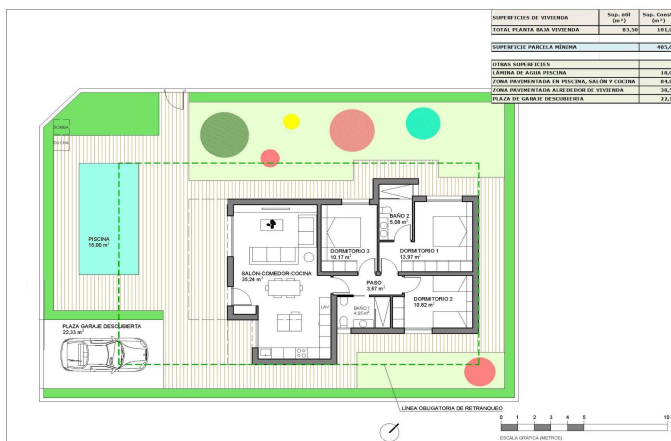 SUPERFICIES DE VIVIENDA Sup. útil (m²) Sup. Const (m²)
TOTAL PLANTA BAJA VIVIENDA 83,50
SUPERFICIE PARCELA MÍNIMA
OTRAS SUPERFICIES
LÁMINA DE AGUA PISCINA
ZONA PAVIMENTADA EN PISCINA, SALÓN Y COCINA
ZONA PAVIMENTADA ALREDEDOR DE VIVIENDA
PLAZA DE GARAJE DESCUBIERTA
BOMBA
DUCHA
BAÑO 2
5,08 m²
PISCINA
18,00 m²
DORMITORIO 3
10,17 m²
DORMITORIO 1
13,97 m²
SALÓN-COMEDOR-COCINA
35,24 m²
PASO
3,67 m²
DORMITORIO 2
10,82 m²
BAÑO 1
LAV
PLAZA GARAJE DESCUBIERTA
22,33 m²
LÍNEA OBLIGATORIA DE RETRANQUEO
0 1 2 3 4 5 10
ESCALA GRÁFICA (METROS)